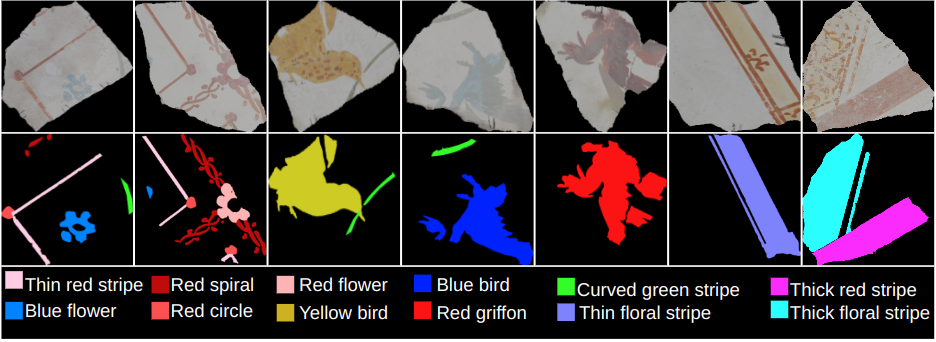 Thin red stripe Red spiral Red flower Blue bird Curved green stripe Thick red stripe
Blue flower Red circle Yellow bird Red griffon Thin floral stripe Thick floral stripe